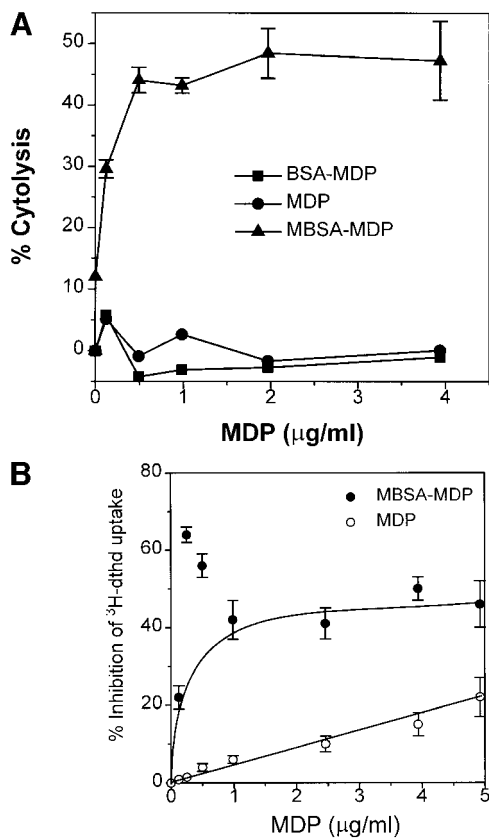 A
50
40
30
20
10
0
% Cytolysis
BSA-MDP
MDP
MBSA-MDP
0 1 2 3 4
MDP (μg/ml)
B
80
60
40
20
0
% Inhibition of ³H-dthd uptake
MBSA-MDP
MDP
0 1 2 3 4 5
MDP (μg/ml)